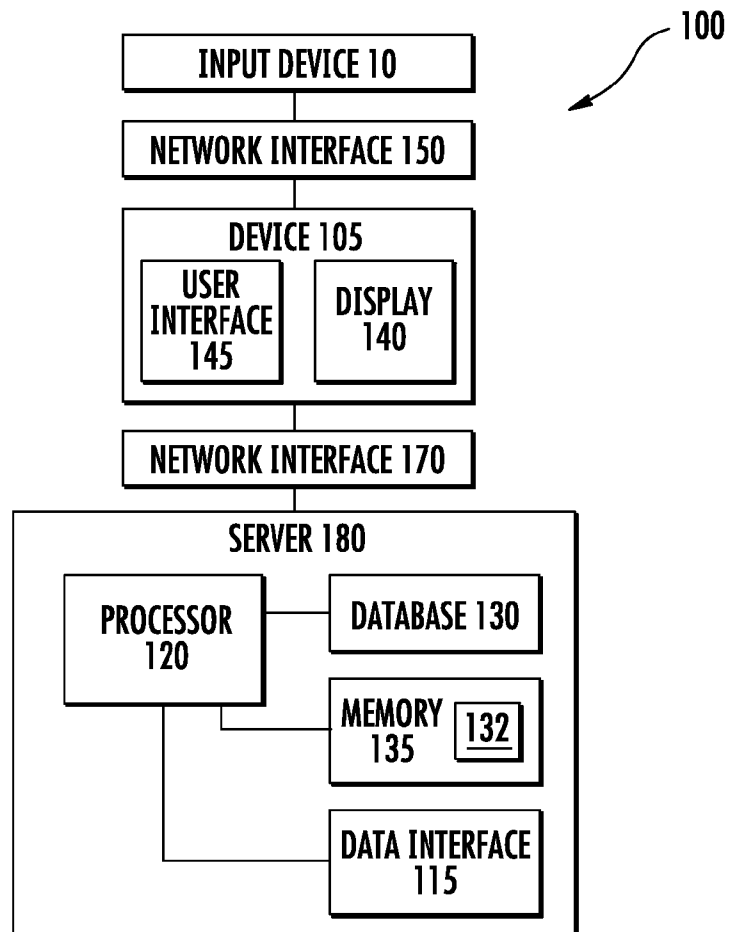 100
INPUT DEVICE 10
NETWORK INTERFACE 150
DEVICE 105
USER
INTERFACE
145
DISPLAY
140
NETWORK INTERFACE 170
SERVER 180
PROCESSOR
120
DATABASE 130
MEMORY
135
132
DATA INTERFACE
115